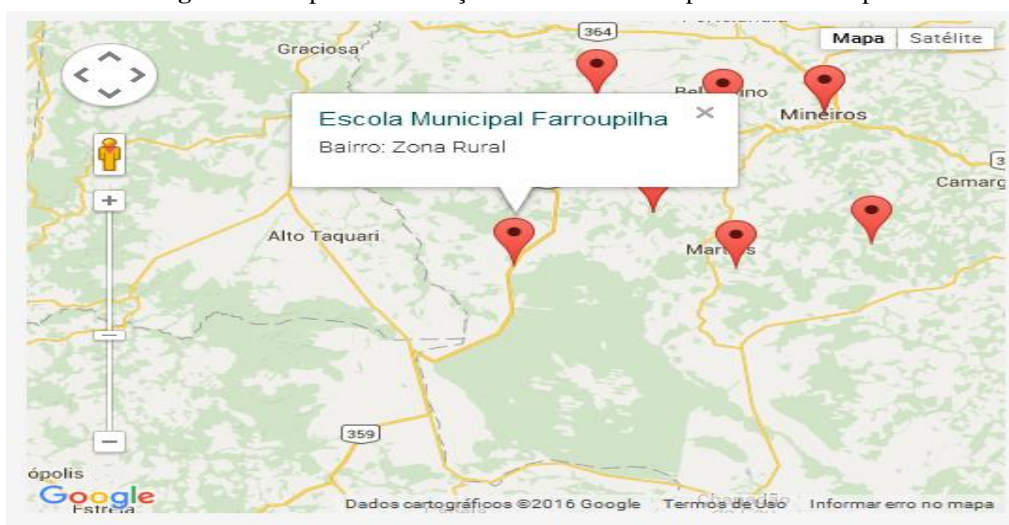 364
Mapa Satélite
Graciosa
Mineiros
Escola Municipal Farroupilha ×
Bairro: Zona Rural
Camarg
Alto Taquari
359
ópolis
Google
Dados cartográficos ©2016 Google Termos de Uso Informar erro no mapa